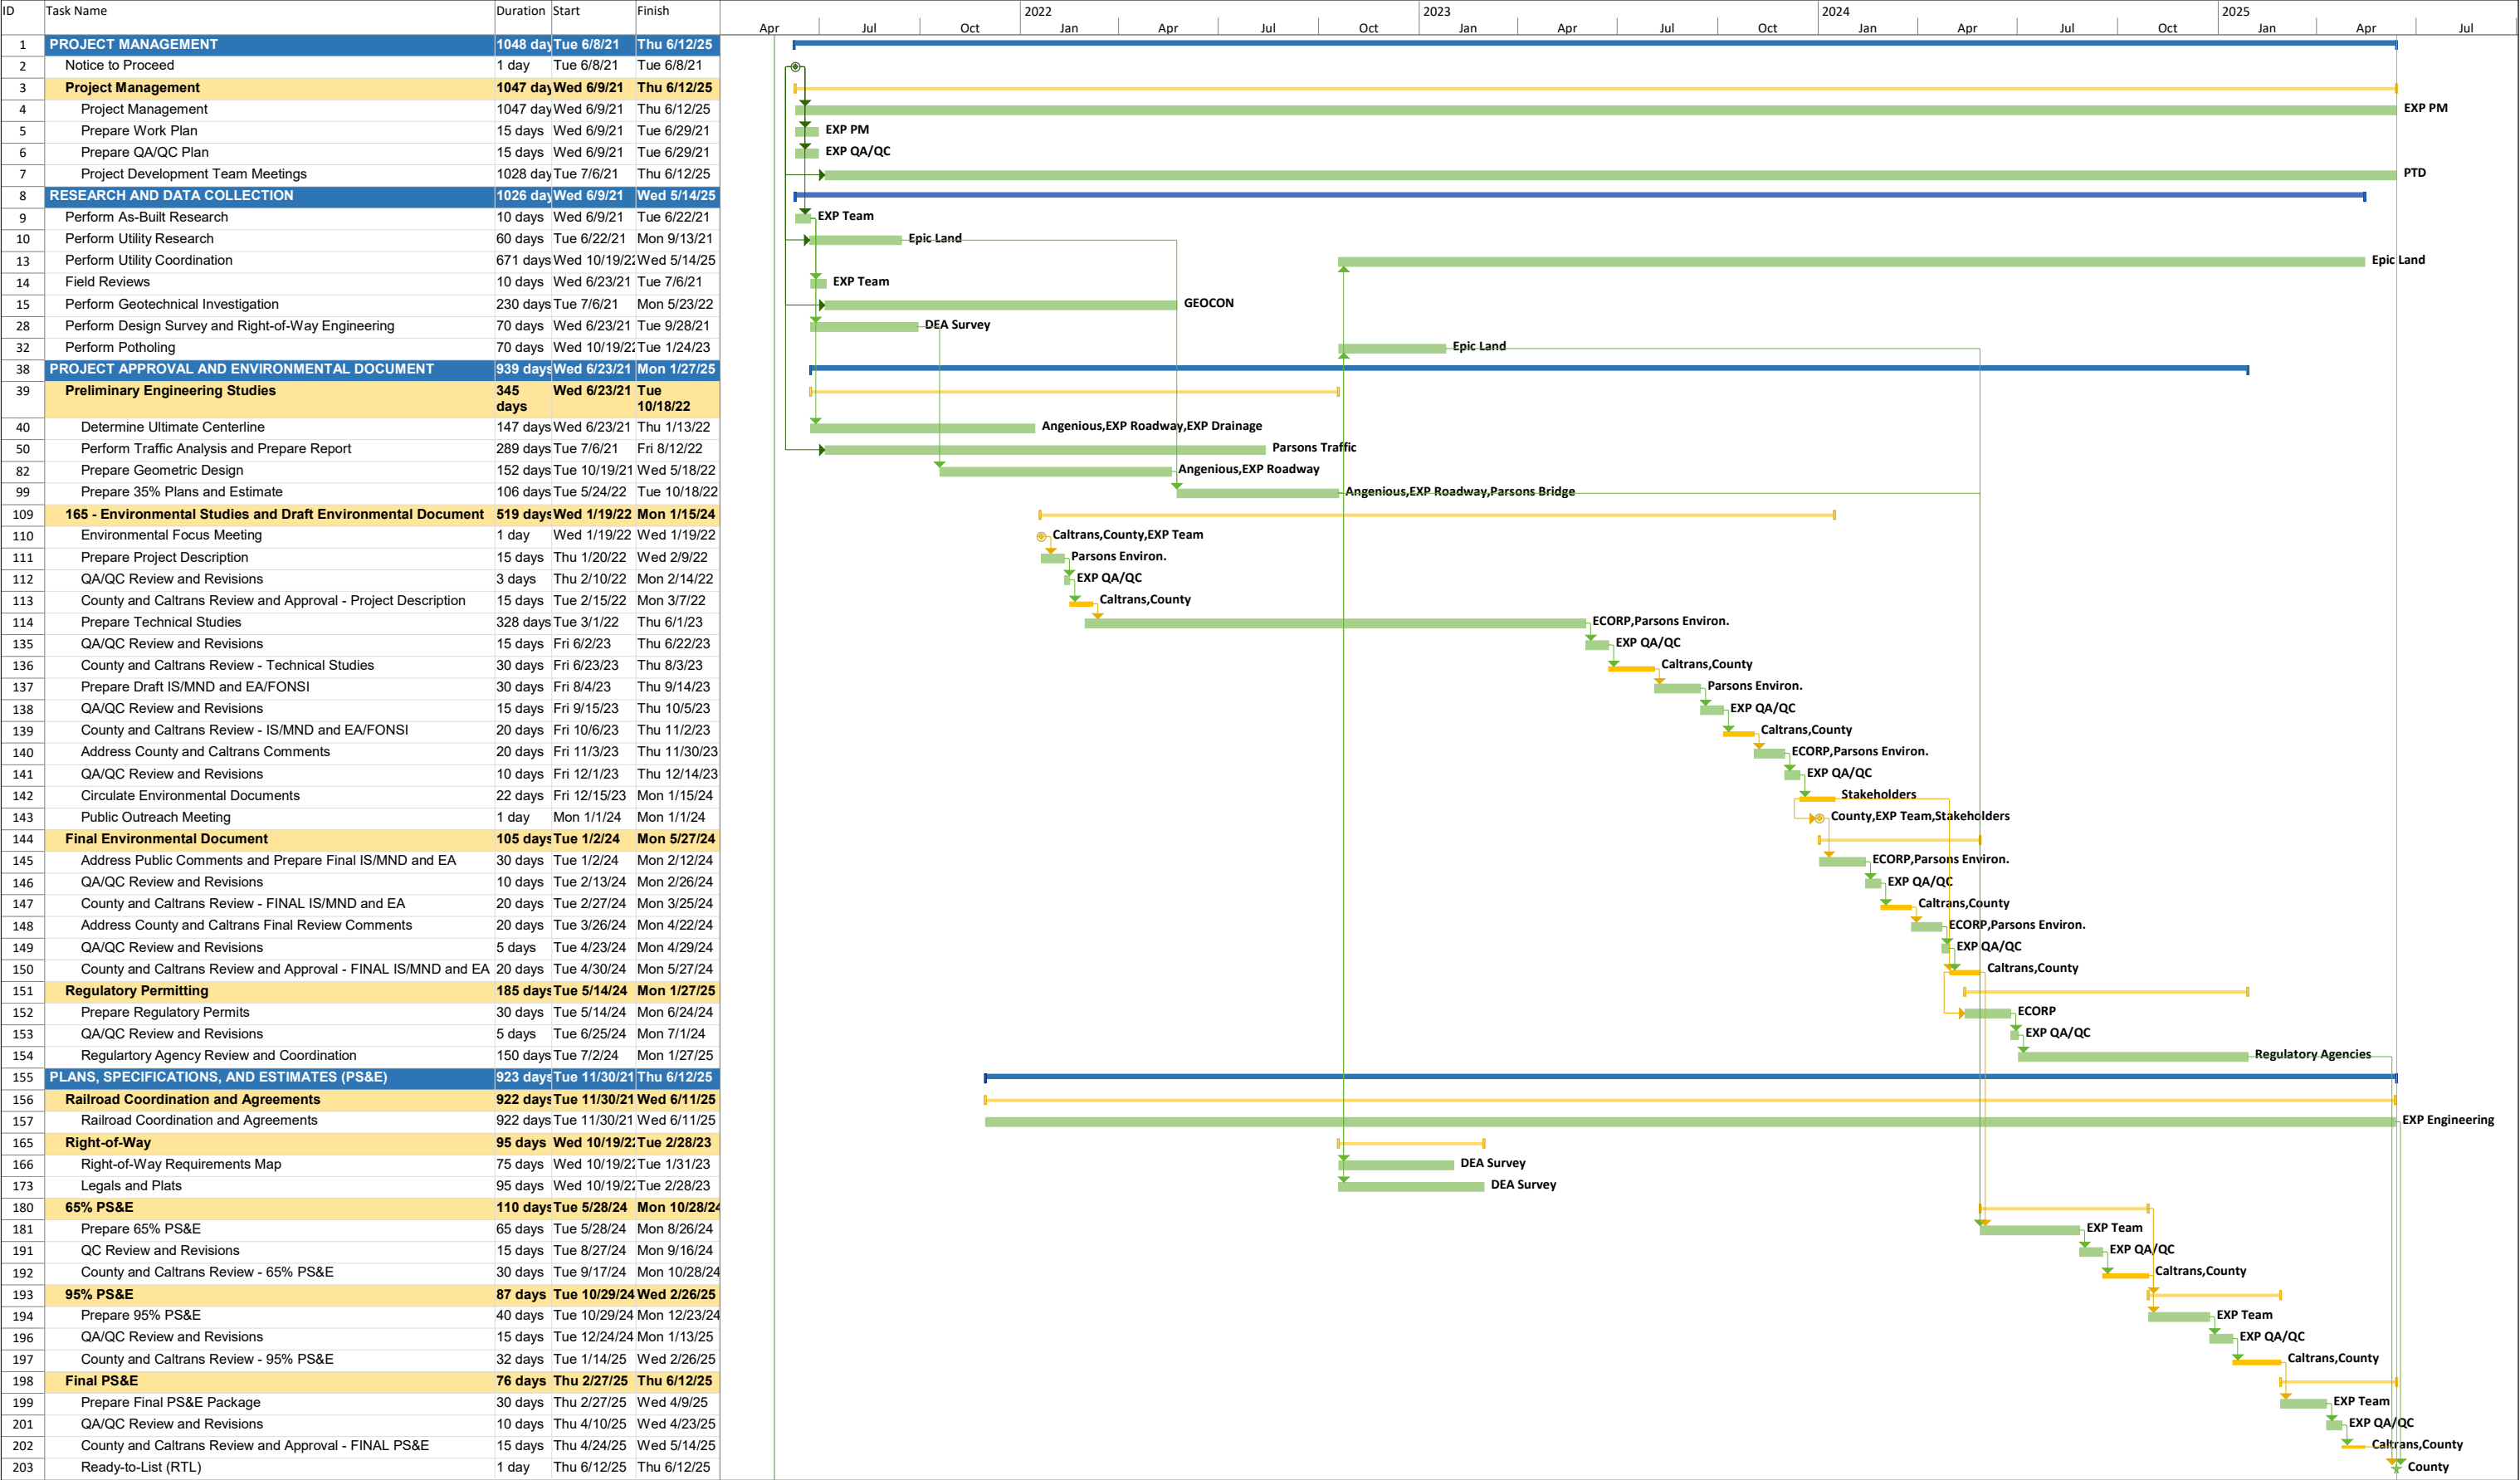 ID Task Name Duration Start Finish 2022 2023 2024 2025
Apr Jul Oct Jan Apr Jul Oct Jan Apr Jul Oct Jan Apr Jul Oct Jan Apr Jul
1 PROJECT MANAGEMENT 1048 day Tue 6/8/21 Thu 6/12/25
2 Notice to Proceed 1 day Tue 6/8/21 Tue 6/8/21
3 Project Management 1047 day Wed 6/9/21 Thu 6/12/25
4 Project Management 1047 day Wed 6/9/21 Thu 6/12/25 EXP PM
5 Prepare Work Plan 15 days Wed 6/9/21 Tue 6/29/21 EXP PM
6 Prepare QA/QC Plan 15 days Wed 6/9/21 Tue 6/29/21 EXP QA/QC
7 Project Development Team Meetings 1028 day Tue 7/6/21 Thu 6/12/25 PTD
8 RESEARCH AND DATA COLLECTION 1026 day Wed 6/9/21 Wed 5/14/25
9 Perform As-Built Research 10 days Wed 6/9/21 Tue 6/22/21 EXP Team
10 Perform Utility Research 60 days Tue 6/22/21 Mon 9/13/21 Epic Land
13 Perform Utility Coordination 671 days Wed 10/19/22 Wed 5/14/25 Epic Land
14 Field Reviews 10 days Wed 6/23/21 Tue 7/6/21 EXP Team
15 Perform Geotechnical Investigation 230 days Tue 7/6/21 Mon 5/23/22 GEOCON
28 Perform Design Survey and Right-of-Way Engineering 70 days Wed 6/23/21 Tue 9/28/21 DEA Survey
32 Perform Potholing 70 days Wed 10/19/22 Tue 1/24/23 Epic Land
38 PROJECT APPROVAL AND ENVIRONMENTAL DOCUMENT 939 days Wed 6/23/21 Mon 1/27/25
39 Preliminary Engineering Studies 345 Wed 6/23/21 Tue
days 10/18/22
40 Determine Ultimate Centerline 147 days Wed 6/23/21 Thu 1/13/22 Angenious,EXP Roadway,EXP Drainage
50 Perform Traffic Analysis and Prepare Report 289 days Tue 7/6/21 Fri 8/12/22 Parsons Traffic
82 Prepare Geometric Design 152 days Tue 10/19/21 Wed 5/18/22 Angenious,EXP Roadway
99 Prepare 35% Plans and Estimate 106 days Tue 5/24/22 Tue 10/18/22 Angenious,EXP Roadway,Parsons Bridge
109 165 - Environmental Studies and Draft Environmental Document 519 days Wed 1/19/22 Mon 1/15/24
110 Environmental Focus Meeting 1 day Wed 1/19/22 Wed 1/19/22 Caltrans,County,EXP Team
111 Prepare Project Description 15 days Thu 1/20/22 Wed 2/9/22 Parsons Environ.
112 QA/QC Review and Revisions 3 days Thu 2/10/22 Mon 2/14/22 EXP QA/QC
113 County and Caltrans Review and Approval - Project Description 15 days Tue 2/15/22 Mon 3/7/22 Caltrans,County
114 Prepare Technical Studies 328 days Tue 3/1/22 Thu 6/1/23 ECORP,Parsons Environ.
135 QA/QC Review and Revisions 15 days Fri 6/2/23 Thu 6/22/23 EXP QA/QC
136 County and Caltrans Review - Technical Studies 30 days Fri 6/23/23 Thu 8/3/23 Caltrans,County
137 Prepare Draft IS/MND and EA/FONSI 30 days Fri 8/4/23 Thu 9/14/23 Parsons Environ.
138 QA/QC Review and Revisions 15 days Fri 9/15/23 Thu 10/5/23 EXP QA/QC
139 County and Caltrans Review - IS/MND and EA/FONSI 20 days Fri 10/6/23 Thu 11/2/23 Caltrans,County
140 Address County and Caltrans Comments 20 days Fri 11/3/23 Thu 11/30/23 ECORP,Parsons Environ.
141 QA/QC Review and Revisions 10 days Fri 12/1/23 Thu 12/14/23 EXP QA/QC
142 Circulate Environmental Documents 22 days Fri 12/15/23 Mon 1/15/24 Stakeholders
143 Public Outreach Meeting 1 day Mon 1/1/24 Mon 1/1/24 County,EXP Team,Stakeholders
144 Final Environmental Document 105 days Tue 1/2/24 Mon 5/27/24
145 Address Public Comments and Prepare Final IS/MND and EA 30 days Tue 1/2/24 Mon 2/12/24 ECORP,Parsons Environ.
146 QA/QC Review and Revisions 10 days Tue 2/13/24 Mon 2/26/24 EXP QA/QC
147 County and Caltrans Review - FINAL IS/MND and EA 20 days Tue 2/27/24 Mon 3/25/24 Caltrans,County
148 Address County and Caltrans Final Review Comments 20 days Tue 3/26/24 Mon 4/22/24 ECORP,Parsons Environ.
149 QA/QC Review and Revisions 5 days Tue 4/23/24 Mon 4/29/24 EXP QA/QC
150 County and Caltrans Review and Approval - FINAL IS/MND and EA 20 days Tue 4/30/24 Mon 5/27/24 Caltrans,County
151 Regulatory Permitting 185 days Tue 5/14/24 Mon 1/27/25
152 Prepare Regulatory Permits 30 days Tue 5/14/24 Mon 6/24/24 ECORP
153 QA/QC Review and Revisions 5 days Tue 6/25/24 Mon 7/1/24 EXP QA/QC
154 Regulartory Agency Review and Coordination 150 days Tue 7/2/24 Mon 1/27/25 Regulatory Agencies
155 PLANS, SPECIFICATIONS, AND ESTIMATES (PS&E) 923 days Tue 11/30/21 Thu 6/12/25
156 Railroad Coordination and Agreements 922 days Tue 11/30/21 Wed 6/11/25
157 Railroad Coordination and Agreements 922 days Tue 11/30/21 Wed 6/11/25 EXP Engineering
165 Right-of-Way 95 days Wed 10/19/22 Tue 2/28/23
166 Right-of-Way Requirements Map 75 days Wed 10/19/22 Tue 1/31/23 DEA Survey
173 Legals and Plats 95 days Wed 10/19/22 Tue 2/28/23 DEA Survey
180 65% PS&E 110 days Tue 5/28/24 Mon 10/28/24
181 Prepare 65% PS&E 65 days Tue 5/28/24 Mon 8/26/24 EXP Team
191 QC Review and Revisions 15 days Tue 8/27/24 Mon 9/16/24 EXP QA/QC
192 County and Caltrans Review - 65% PS&E 30 days Tue 9/17/24 Mon 10/28/24 Caltrans,County
193 95% PS&E 87 days Tue 10/29/24 Wed 2/26/25
194 Prepare 95% PS&E 40 days Tue 10/29/24 Mon 12/23/24 EXP Team
196 QA/QC Review and Revisions 15 days Tue 12/24/24 Mon 1/13/25 EXP QA/QC
197 County and Caltrans Review - 95% PS&E 32 days Tue 1/14/25 Wed 2/26/25 Caltrans,County
198 Final PS&E 76 days Thu 2/27/25 Thu 6/12/25
199 Prepare Final PS&E Package 30 days Thu 2/27/25 Wed 4/9/25 EXP Team
201 QA/QC Review and Revisions 10 days Thu 4/10/25 Wed 4/23/25 EXP QA/QC
202 County and Caltrans Review and Approval - FINAL PS&E 15 days Thu 4/24/25 Wed 5/14/25 Caltrans,County
203 Ready-to-List (RTL) 1 day Thu 6/12/25 Thu 6/12/25 County